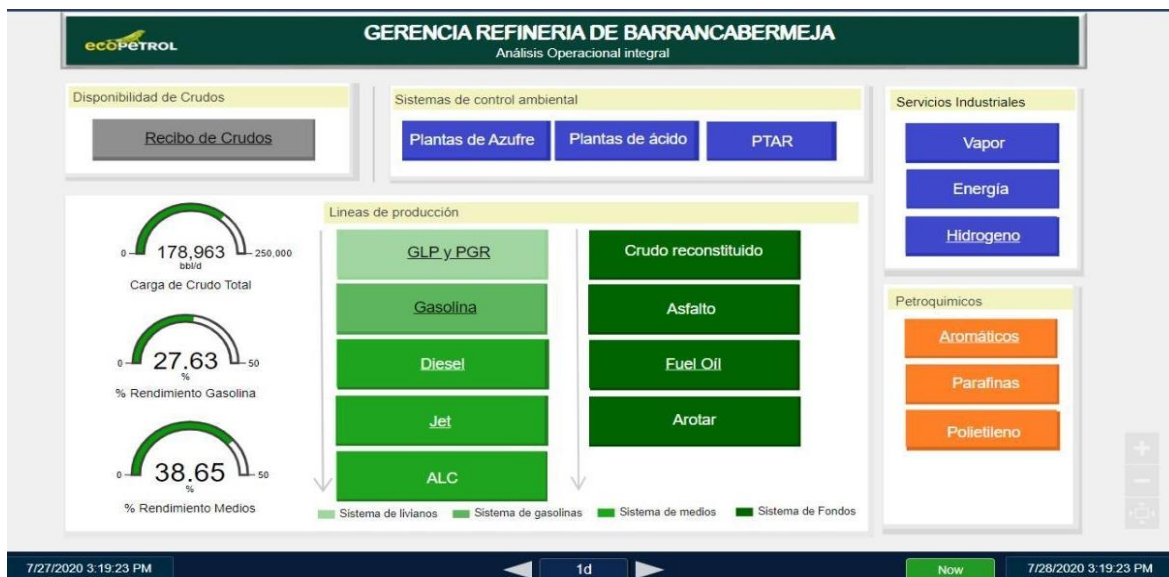 ecoPETROL
GERENCIA REFINERIA DE BARRANCABERMEJA
Análisis Operacional integral
Disponibilidad de Crudos
Recibo de Crudos
Sistemas de control ambiental
Plantas de Azufre
Plantas de ácido
PTAR
Servicios Industriales
Vapor
Energía
Hidrogeno
0 178,963 250,000
bbl/d
Carga de Crudo Total
0 27.63 50
%
% Rendimiento Gasolina
0 38.65 50
%
% Rendimiento Medios
Lineas de producción
GLP y PGR
Gasolina
Diesel
Jet
ALC
Crudo reconstituido
Asfalto
Fuel Oíl
Arotar
Sistema de livianos Sistema de gasolinas Sistema de medios Sistema de Fondos
Petroquimicos
Aromáticos
Parafinas
Polietileno
7/27/2020 3:19:23 PM 1d Now 7/28/2020 3:19:23 PM